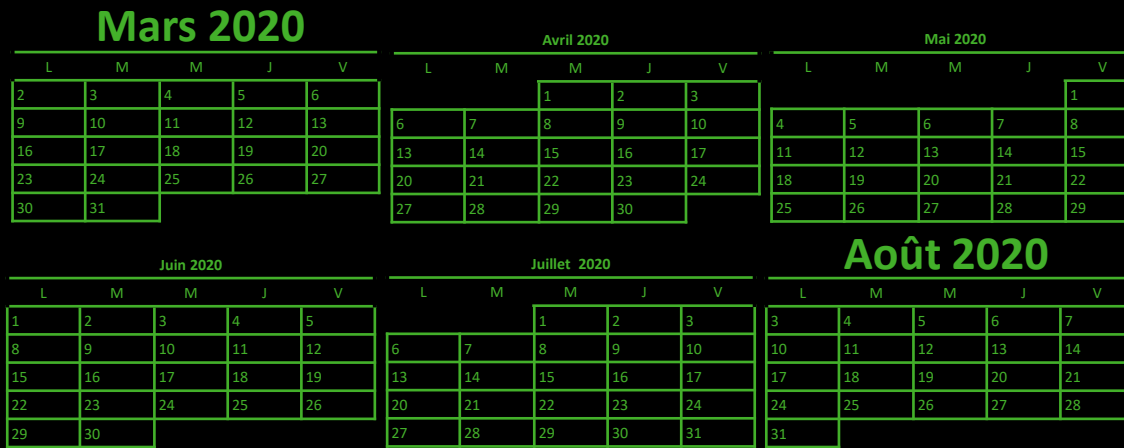 Mars 2020
L M M J V
2 3 4 5 6
9 10 11 12 13
16 17 18 19 20
23 24 25 26 27
30 31
Avril 2020
L M M J V
1 2 3
6 7 8 9 10
13 14 15 16 17
20 21 22 23 24
27 28 29 30
Mai 2020
L M M J V
1
4 5 6 7 8
11 12 13 14 15
18 19 20 21 22
25 26 27 28 29
Juin 2020
L M M J V
1 2 3 4 5
8 9 10 11 12
15 16 17 18 19
22 23 24 25 26
29 30
Juillet 2020
L M M J V
1 2 3
6 7 8 9 10
13 14 15 16 17
20 21 22 23 24
27 28 29 30 31
Août 2020
L M M J V
3 4 5 6 7
10 11 12 13 14
17 18 19 20 21
24 25 26 27 28
31